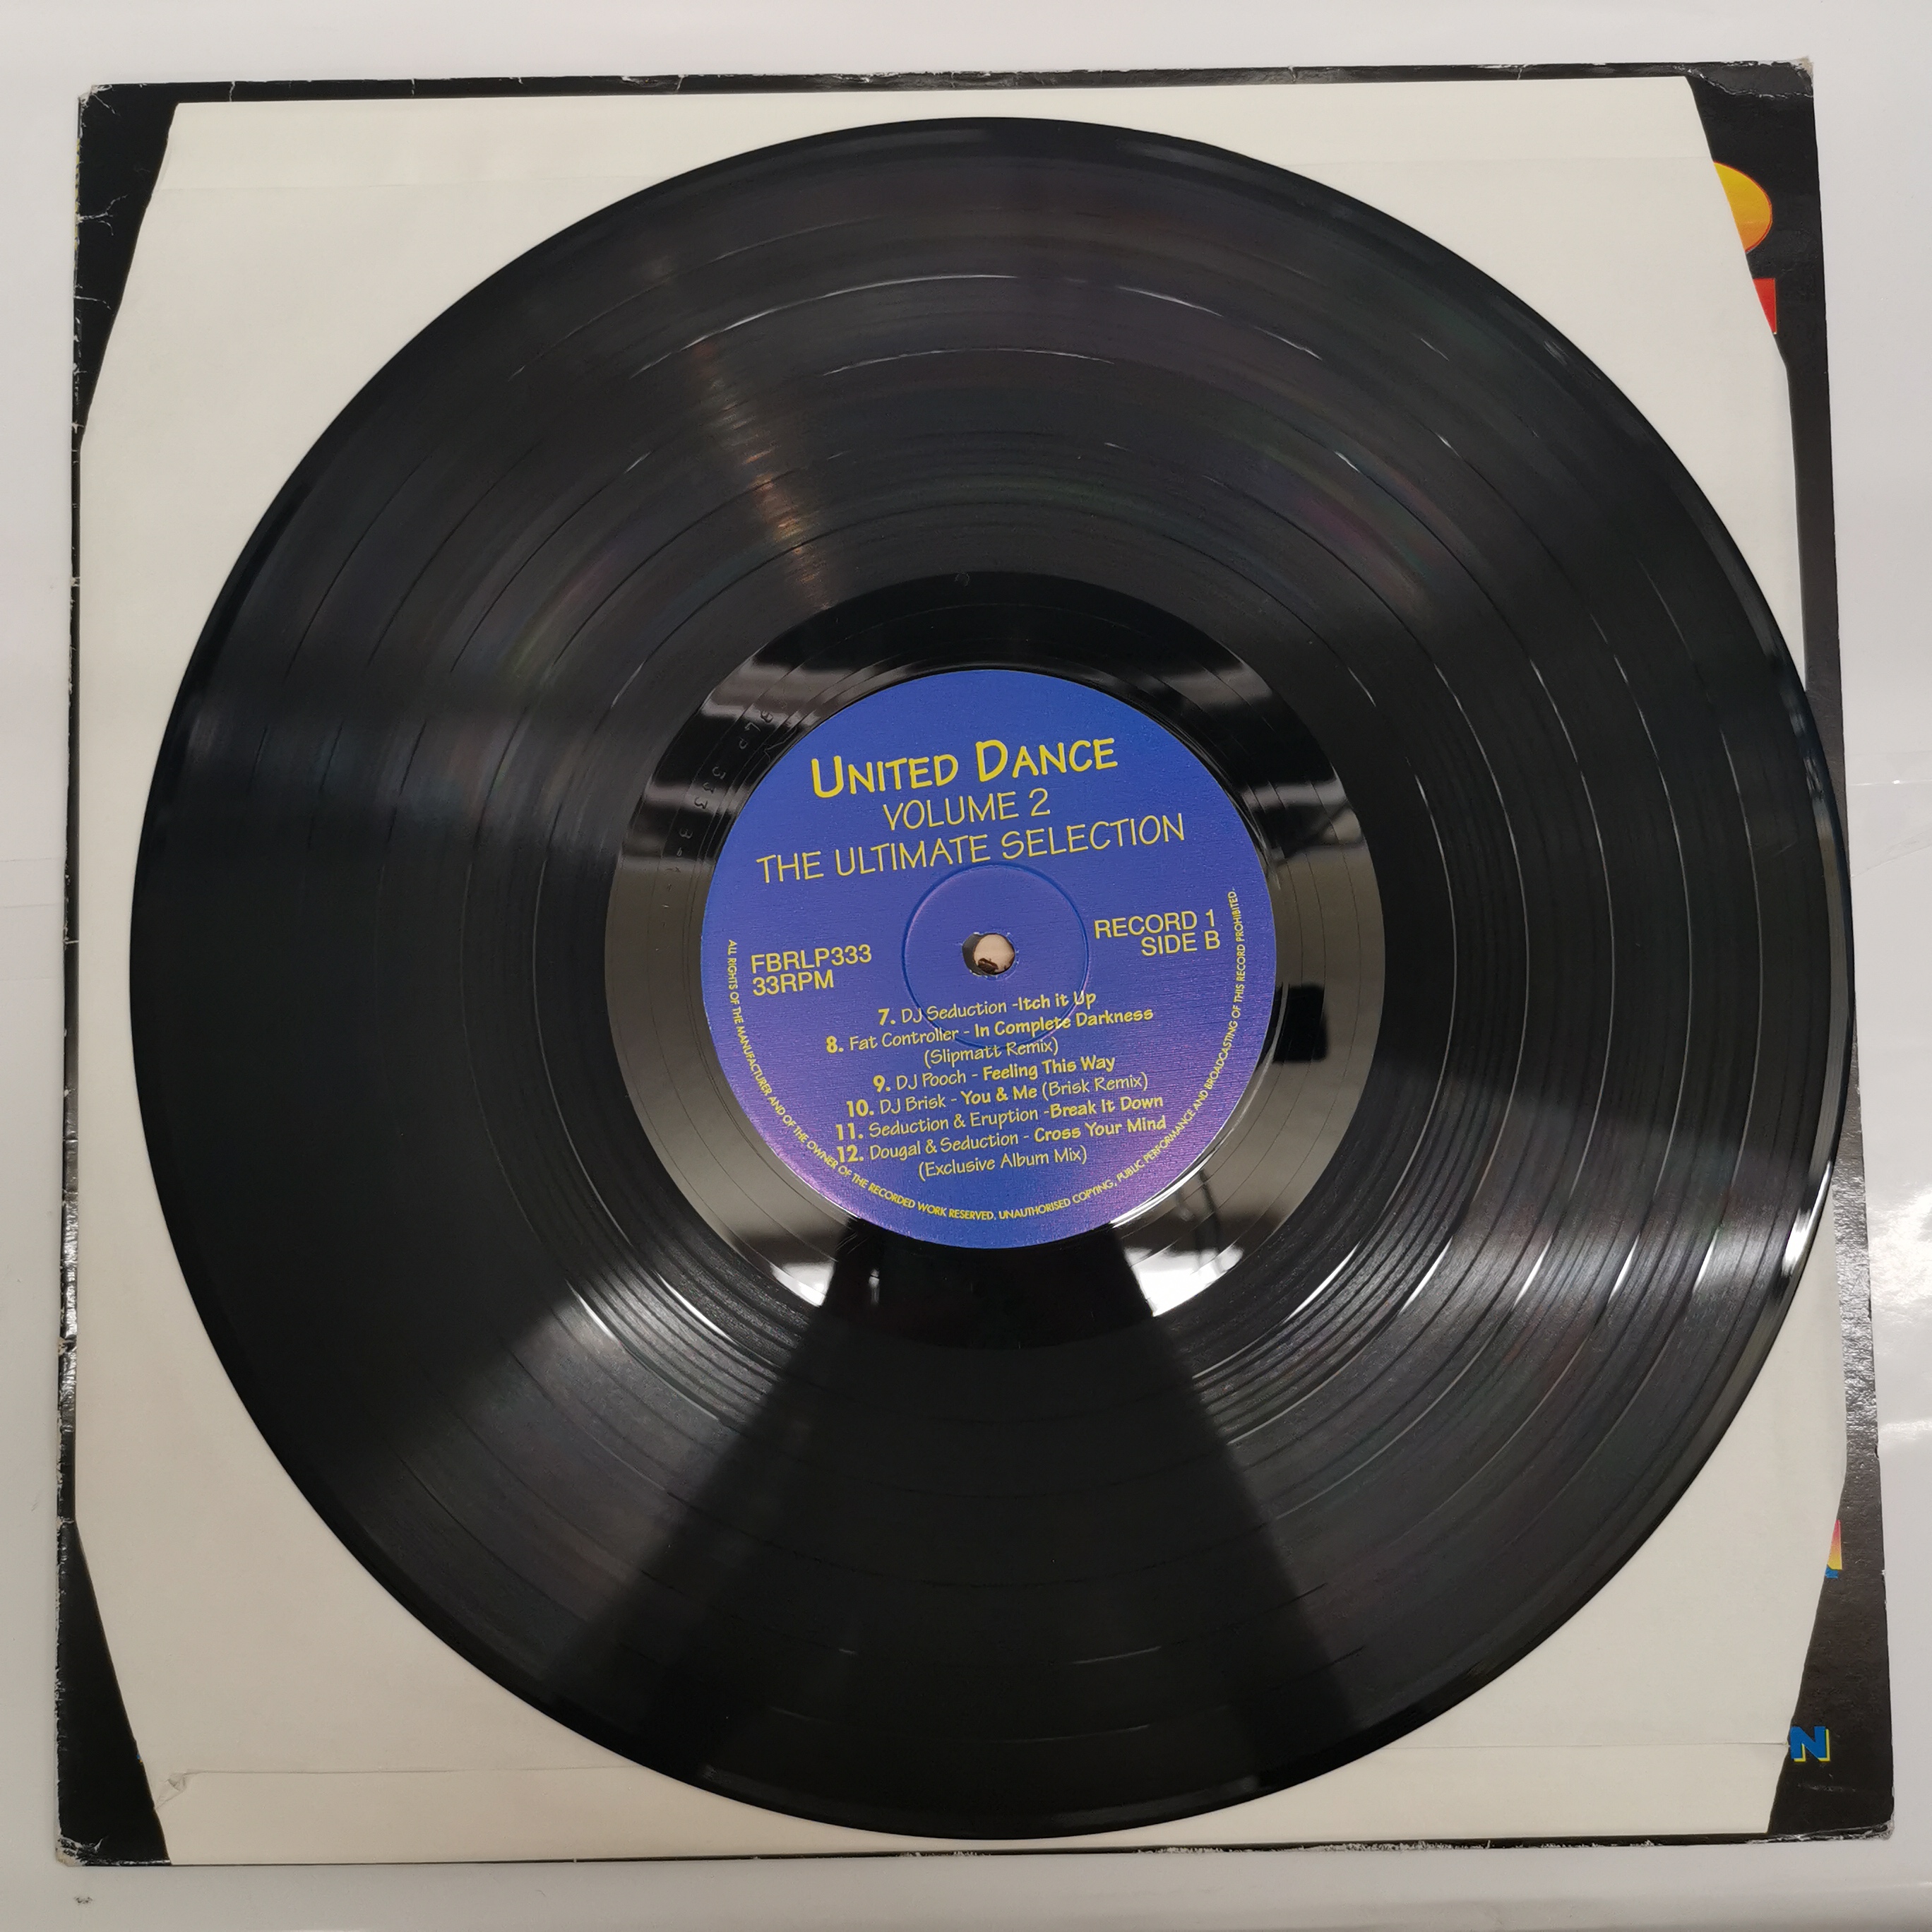 UNITED DANCE
VOLUME 2
THE ULTIMATE SELECTION
FBRLP333
33RPM
RECORD 1
SIDE B
7. DJ Seduction -Itch it Up
8. Fat Controller - In Complete Darkness
(Slipmatt Remix)
9. DJ Pooch - Feeling This Way
10. DJ Brisk - You & Me (Brisk Remix)
11. Seduction & Eruption -Break It Down
12. Dougal & Seduction - Cross Your Mind
(Exclusive Album Mix)
ALL RIGHTS OF THE MANUFACTURER AND OF THE OWNER OF THE RECORDED WORK RESERVED, UNAUTHORISED COPYING, PUBLIC PERFORMANCE AND BROADCASTING OF THIS RECORD PROHIBITED.
N